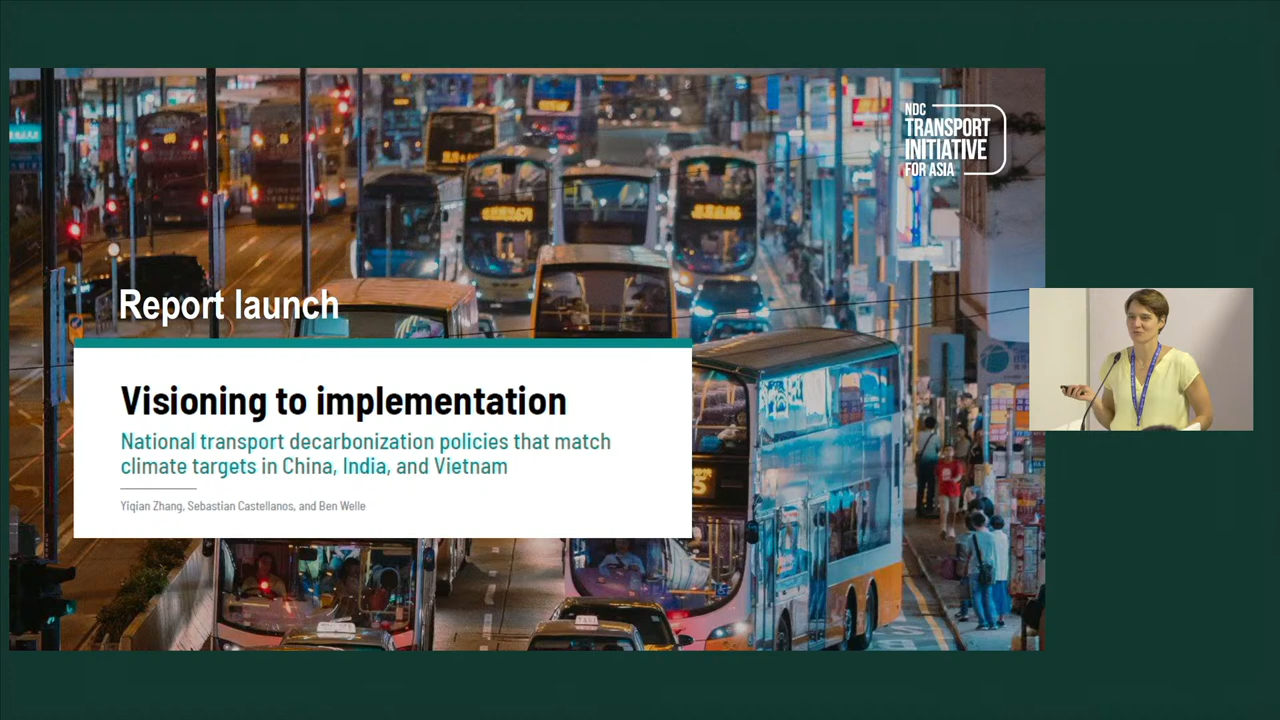 NDC
TRANSPORT
INITIATIVE
FOR ASIA
Report launch
Visioning to implementation
National transport decarbonization policies that match
climate targets in China, India, and Vietnam
Yiqian Zhang, Sebastian Castellanos, and Ben Welle
TAXI